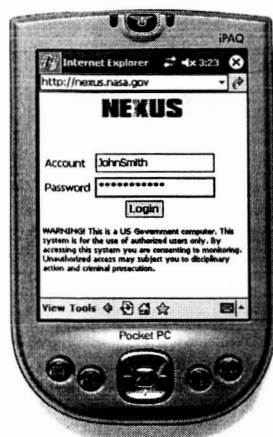 iPAQ
Internet Explorer 3:23
http://nexus.nasa.gov
NEXUS
Account JohnSmith
Password ***********
Login
WARNING! This is a US Government computer. This
system is for the use of authorized users only. By
accessing this system you are consenting to monitoring.
Unauthorized access may subject you to disciplinary
action and criminal prosecution.
View Tools
Pocket PC